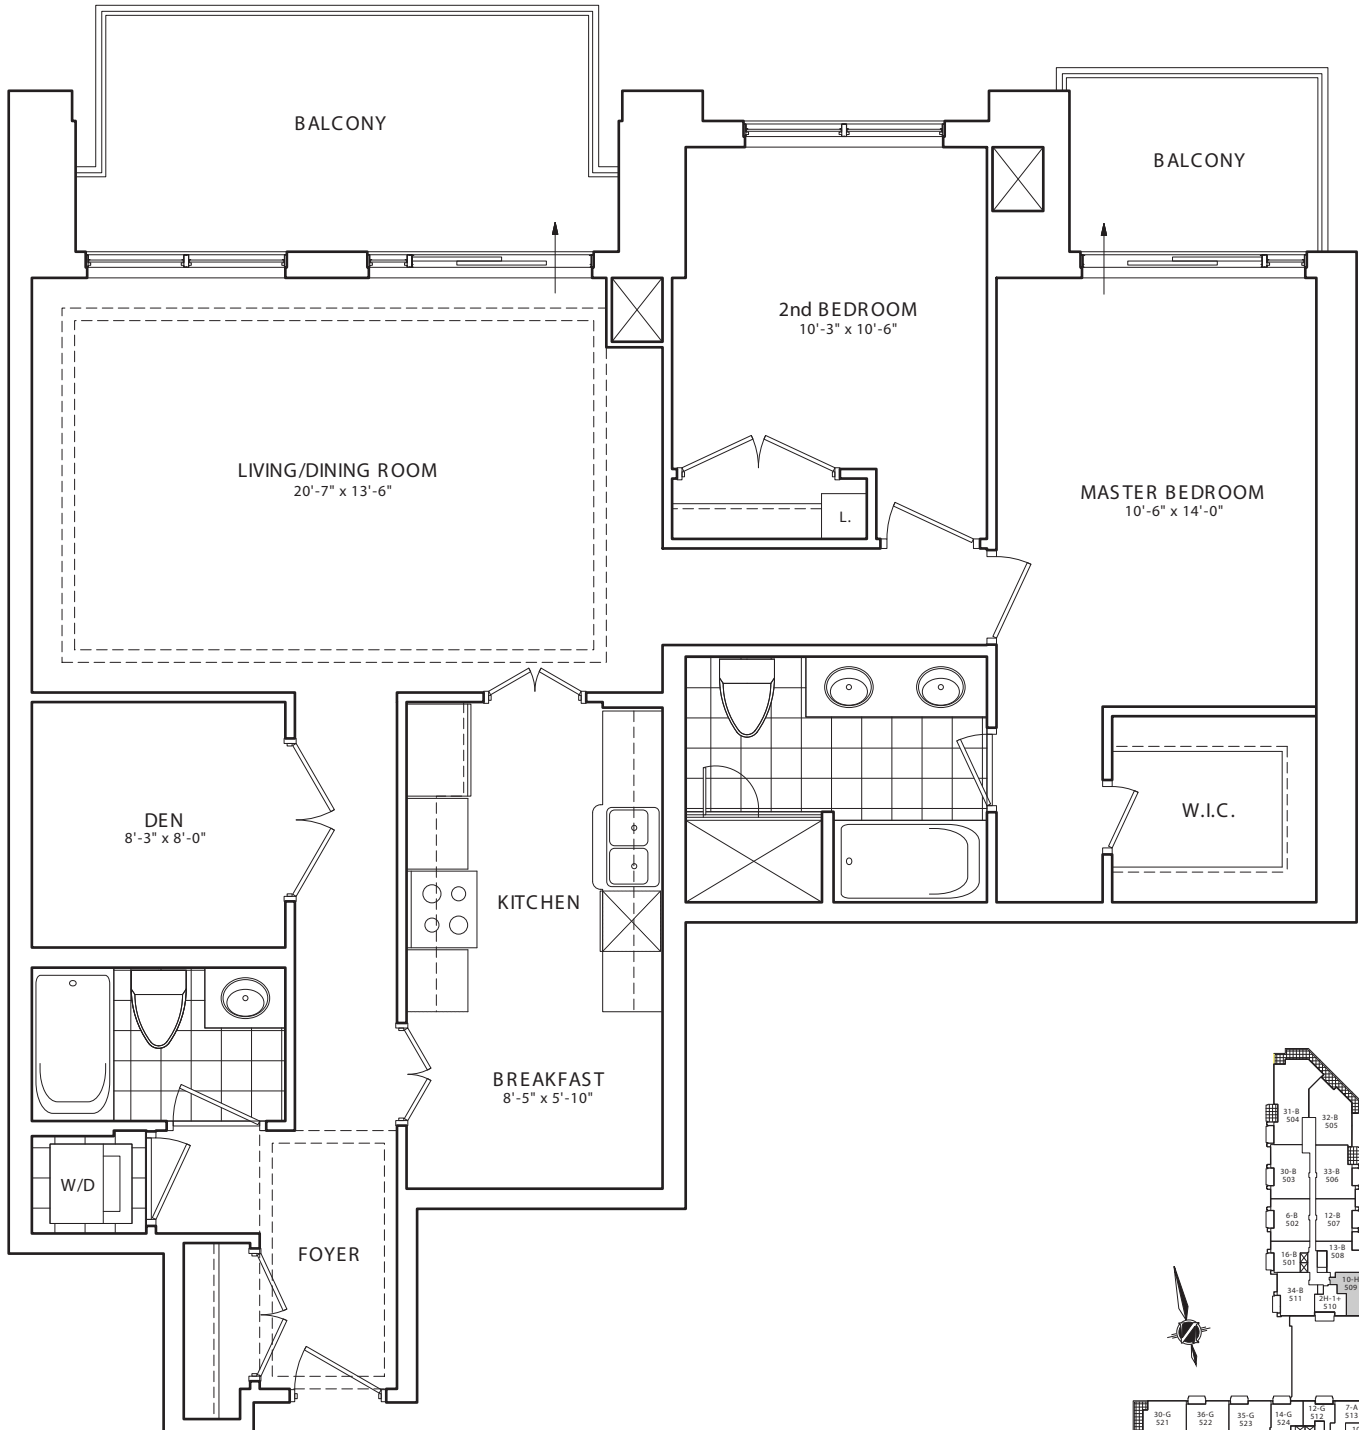 BALCONY
BALCONY
2nd BEDROOM
10'-3" x 10'-6"
LIVING/DINING ROOM
20'-7" x 13'-6"
MASTER BEDROOM
10'-6" x 14'-0"
L.
DEN
8'-3" x 8'-0"
W.I.C.
KITCHEN
BREAKFAST
8'-5" x 5'-10"
W/D
FOYER
31-B
504
32-B
505
30-B
503
33-B
506
6-B
502
12-B
507
16-B
501
13-B
508
34-B
511
2H-1+
510
10-H
509
30-G
521
36-G
522
35-G
523
14-G
524
12-G
512
7-A
513